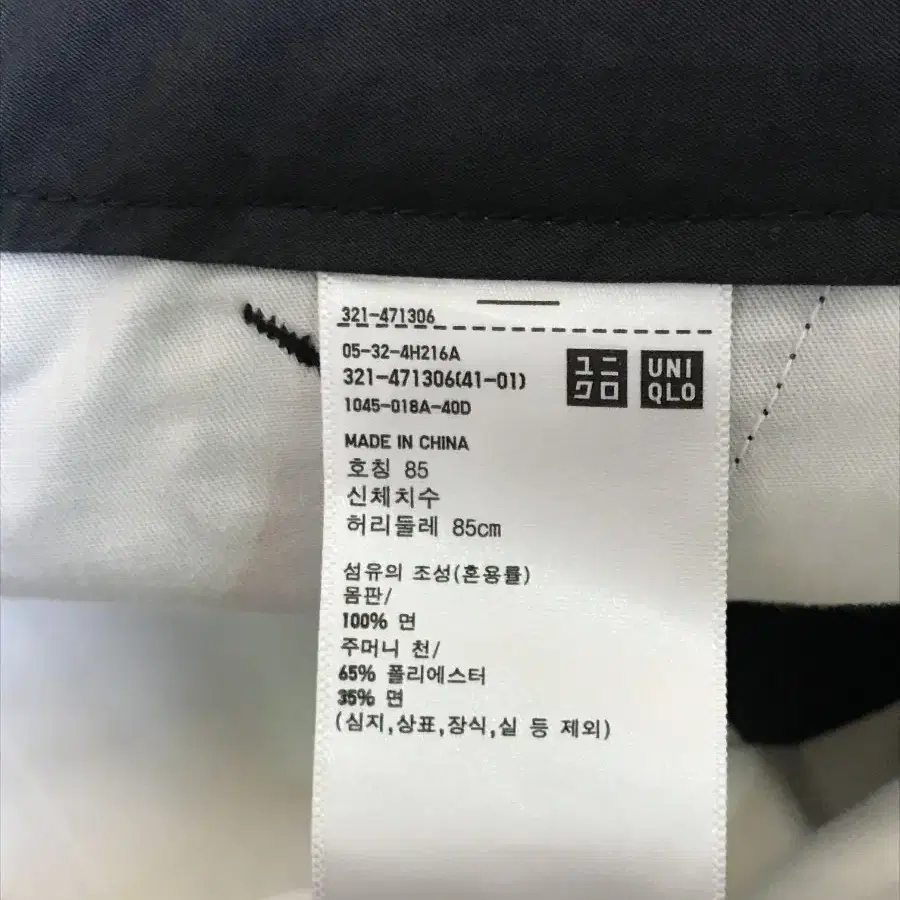 321-471306
05-32-4H216A
321-471306(41-01)
1045-018A-40D
ユニ
クロ
UNI
QLO
MADE IN CHINA
호칭 85
신체치수
허리둘레 85cm
섬유의 조성(혼용률)
몸판/
100% 면
주머니 천/
65% 폴리에스터
35% 면
(심지,상표,장식,실 등 제외)